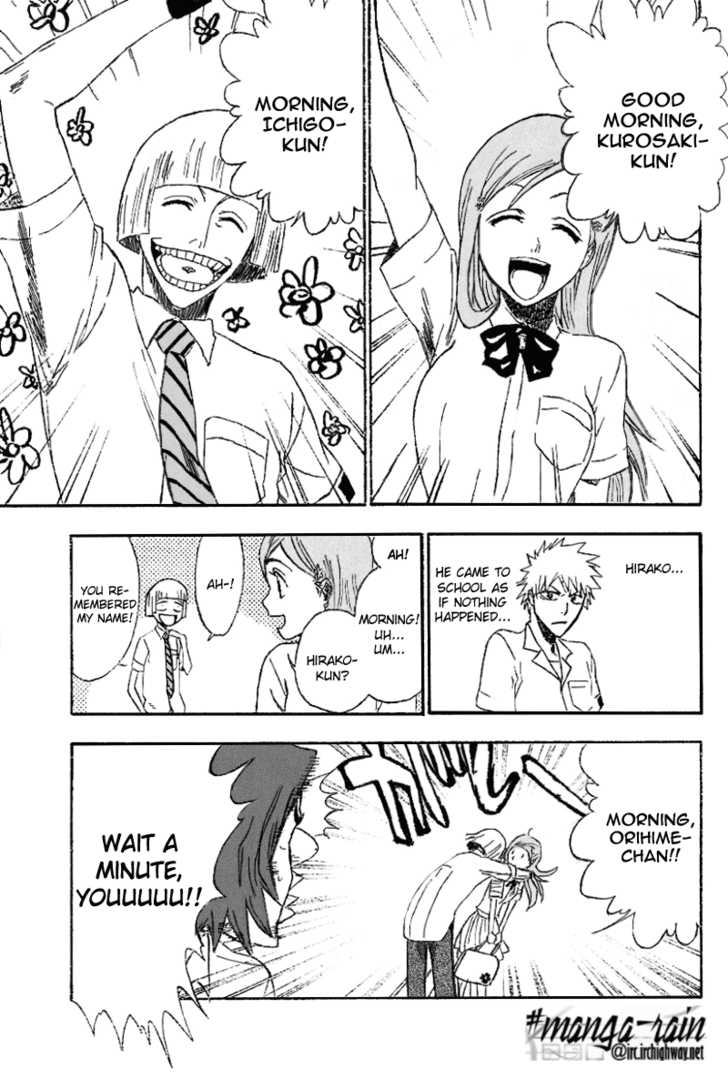 GOOD
MORNING,
KUROSAKI-
KUN!
MORNING,
ICHIGO-
KUN!
HIRAKO...
HE CAME TO
SCHOOL AS
IF NOTHING
HAPPENED...
AH!
MORNING!
UH...
UM...
HIRAKO-
KUN?
AH-!
YOU RE-
MEMBERED
MY NAME!
MORNING,
ORIHIME-
CHAN!!
WAIT A
MINUTE,
YOUUUUU!!
#manga-rain
@irc.irchighway.net